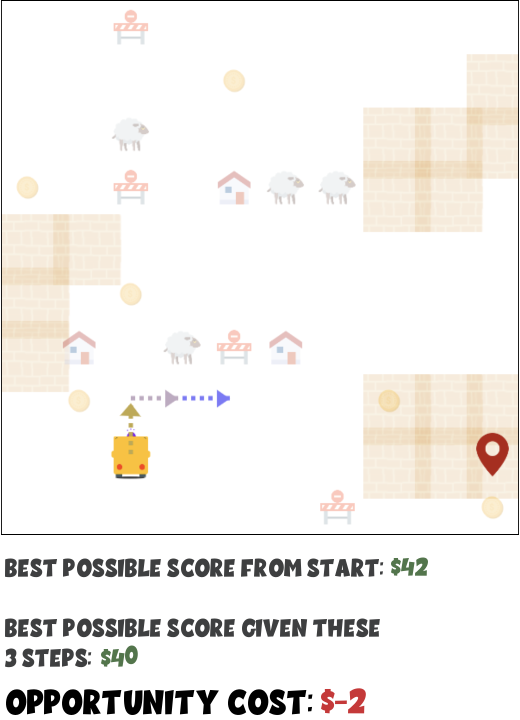 BEST POSSIBLE SCORE FROM START: $42
BEST POSSIBLE SCORE GIVEN THESE
3 STEPS: $40
OPPORTUNITY COST: $-2